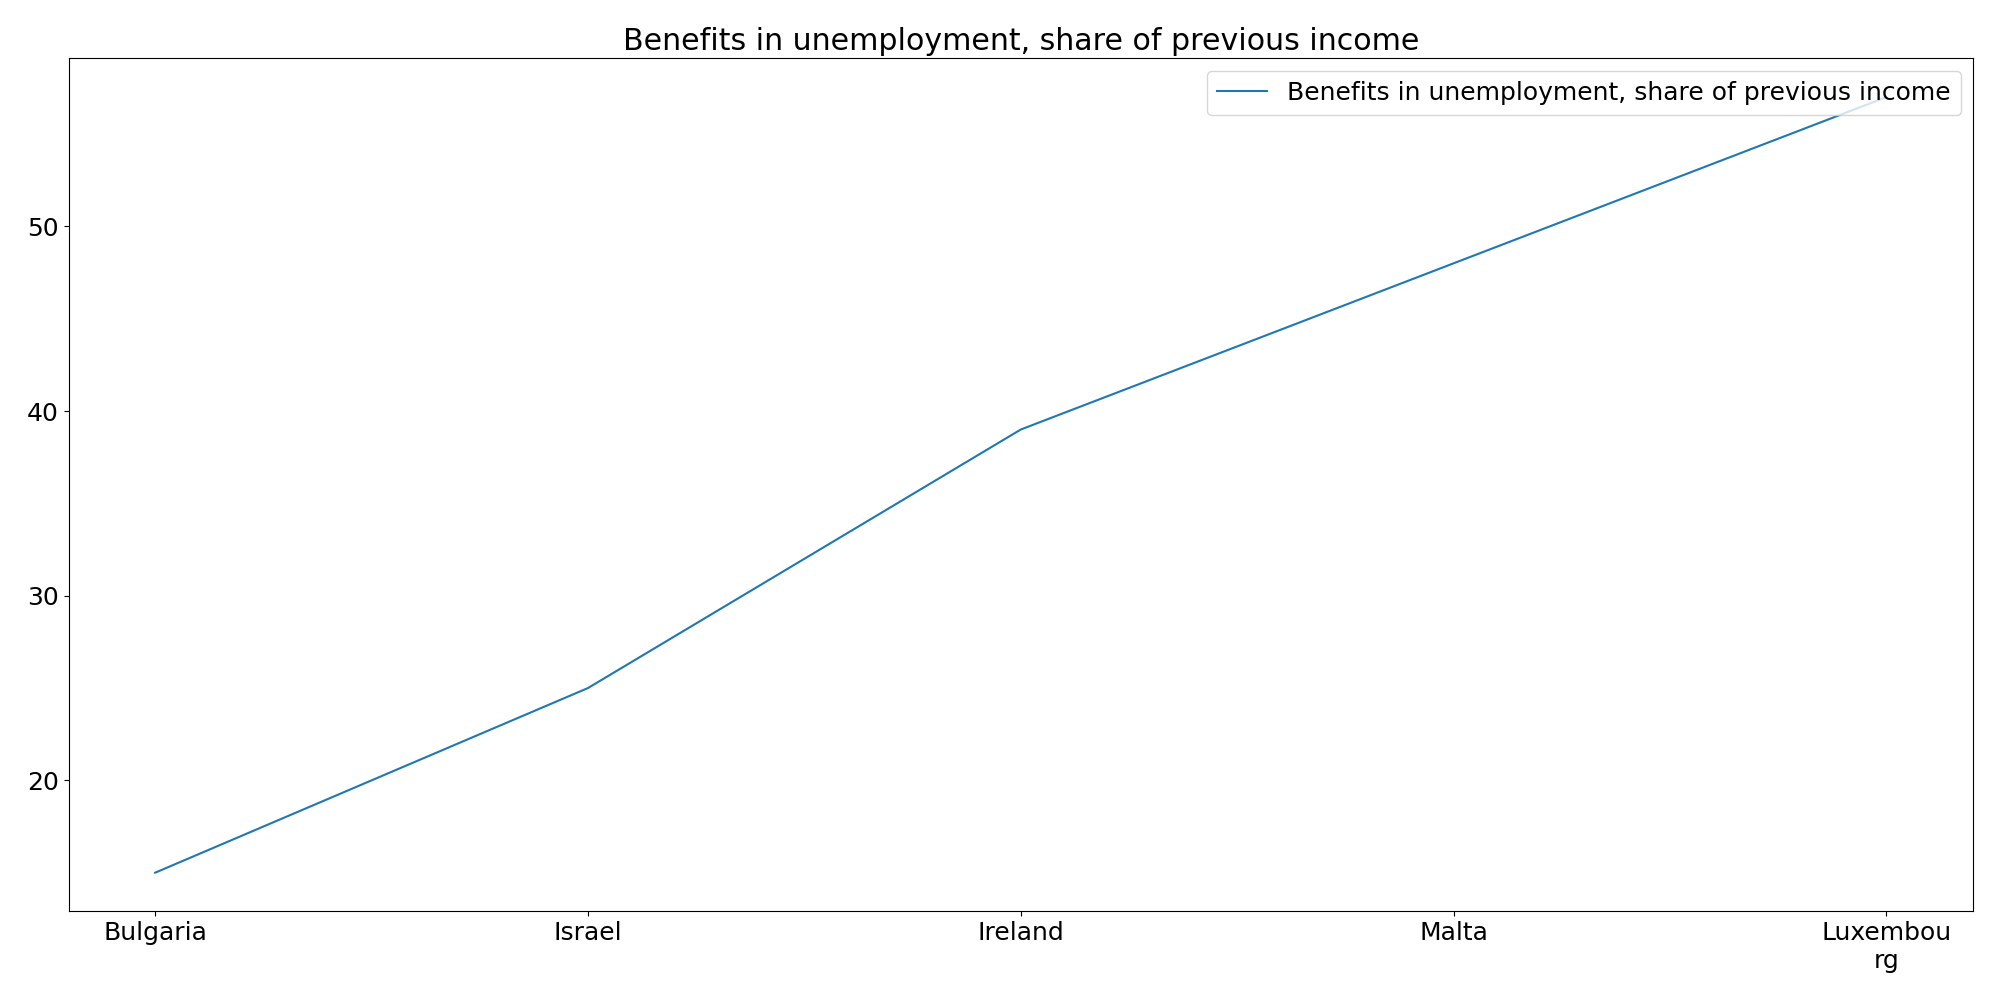 Benefits in unemployment, share of previous income
Benefits in unemployment, share of previous income
50
40
30
20
Bulgaria
Israel
Ireland
Malta
Luxembou
rg